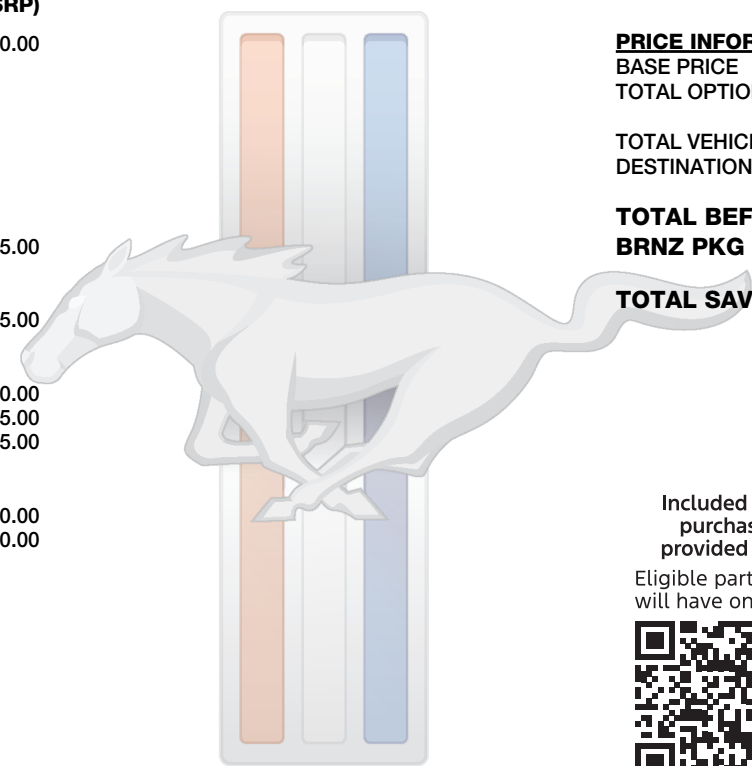 SRP)
0.00
5.00
5.00
0.00
5.00
5.00
0.00
0.00
PRICE INFOR
BASE PRICE
TOTAL OPTIO
TOTAL VEHICL
DESTINATION
TOTAL BEF
BRNZ PKG
TOTAL SAV
Included
purchas
provided
Eligible part
will have on